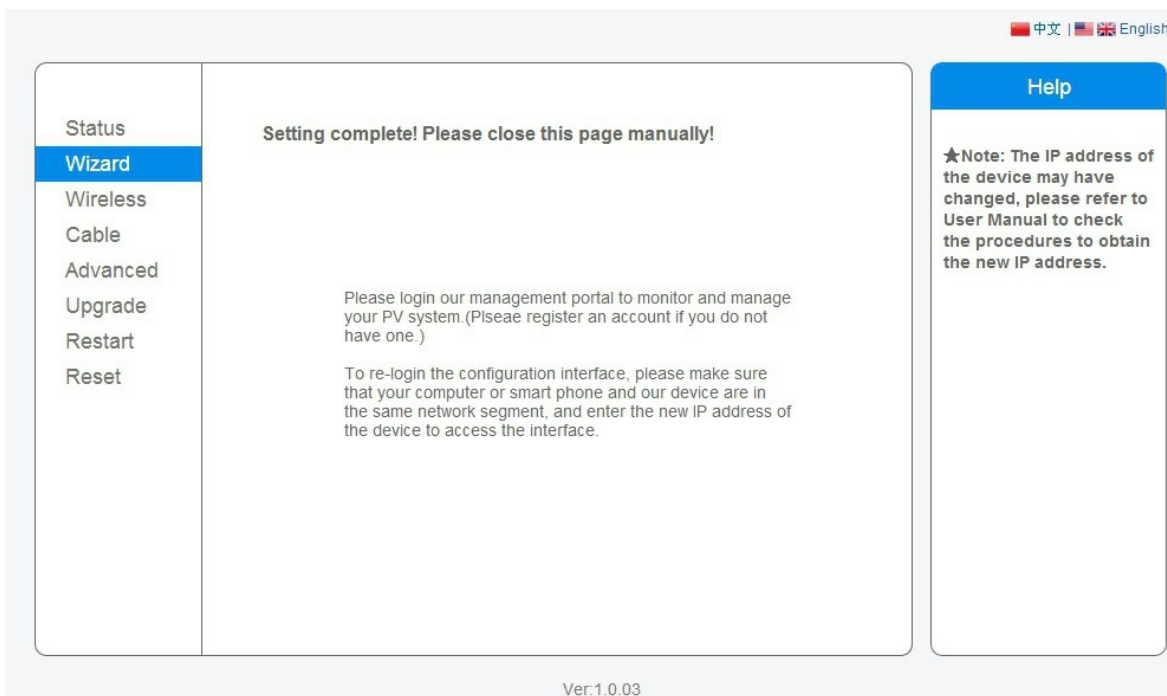 中文 | English
Status
Wizard
Wireless
Cable
Advanced
Upgrade
Restart
Reset
Setting complete! Please close this page manually!
Please login our management portal to monitor and manage
your PV system.(Plseae register an account if you do not
have one.)
To re-login the configuration interface, please make sure
that your computer or smart phone and our device are in
the same network segment, and enter the new IP address of
the device to access the interface.
Help
★Note: The IP address of
the device may have
changed, please refer to
User Manual to check
the procedures to obtain
the new IP address.
Ver:1.0.03